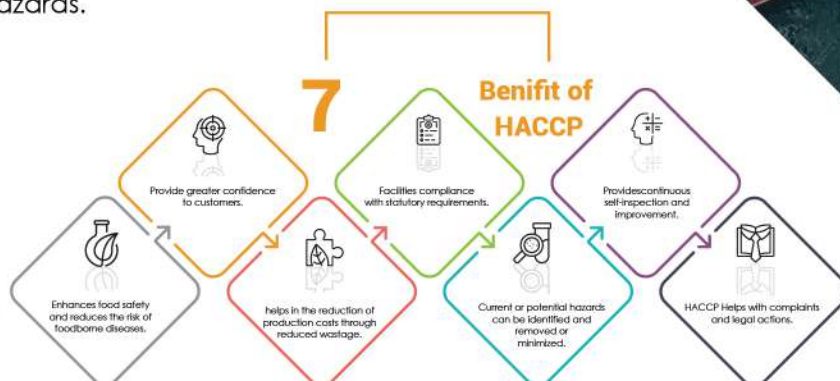 azards.
7
Benifit of
HACCP
Enhances food safety
and reduces the risk of
foodborne diseases.
Provide greater confidence
to customers.
helps in the reduction of
production costs through
reduced wastage.
Facilities compliance
with statutory requirements.
Current or potential hazards
can be identified and
removed or
minimized.
Providescontinuous
self-inspection and
improvement.
HACCP Helps with complaints
and legal actions.